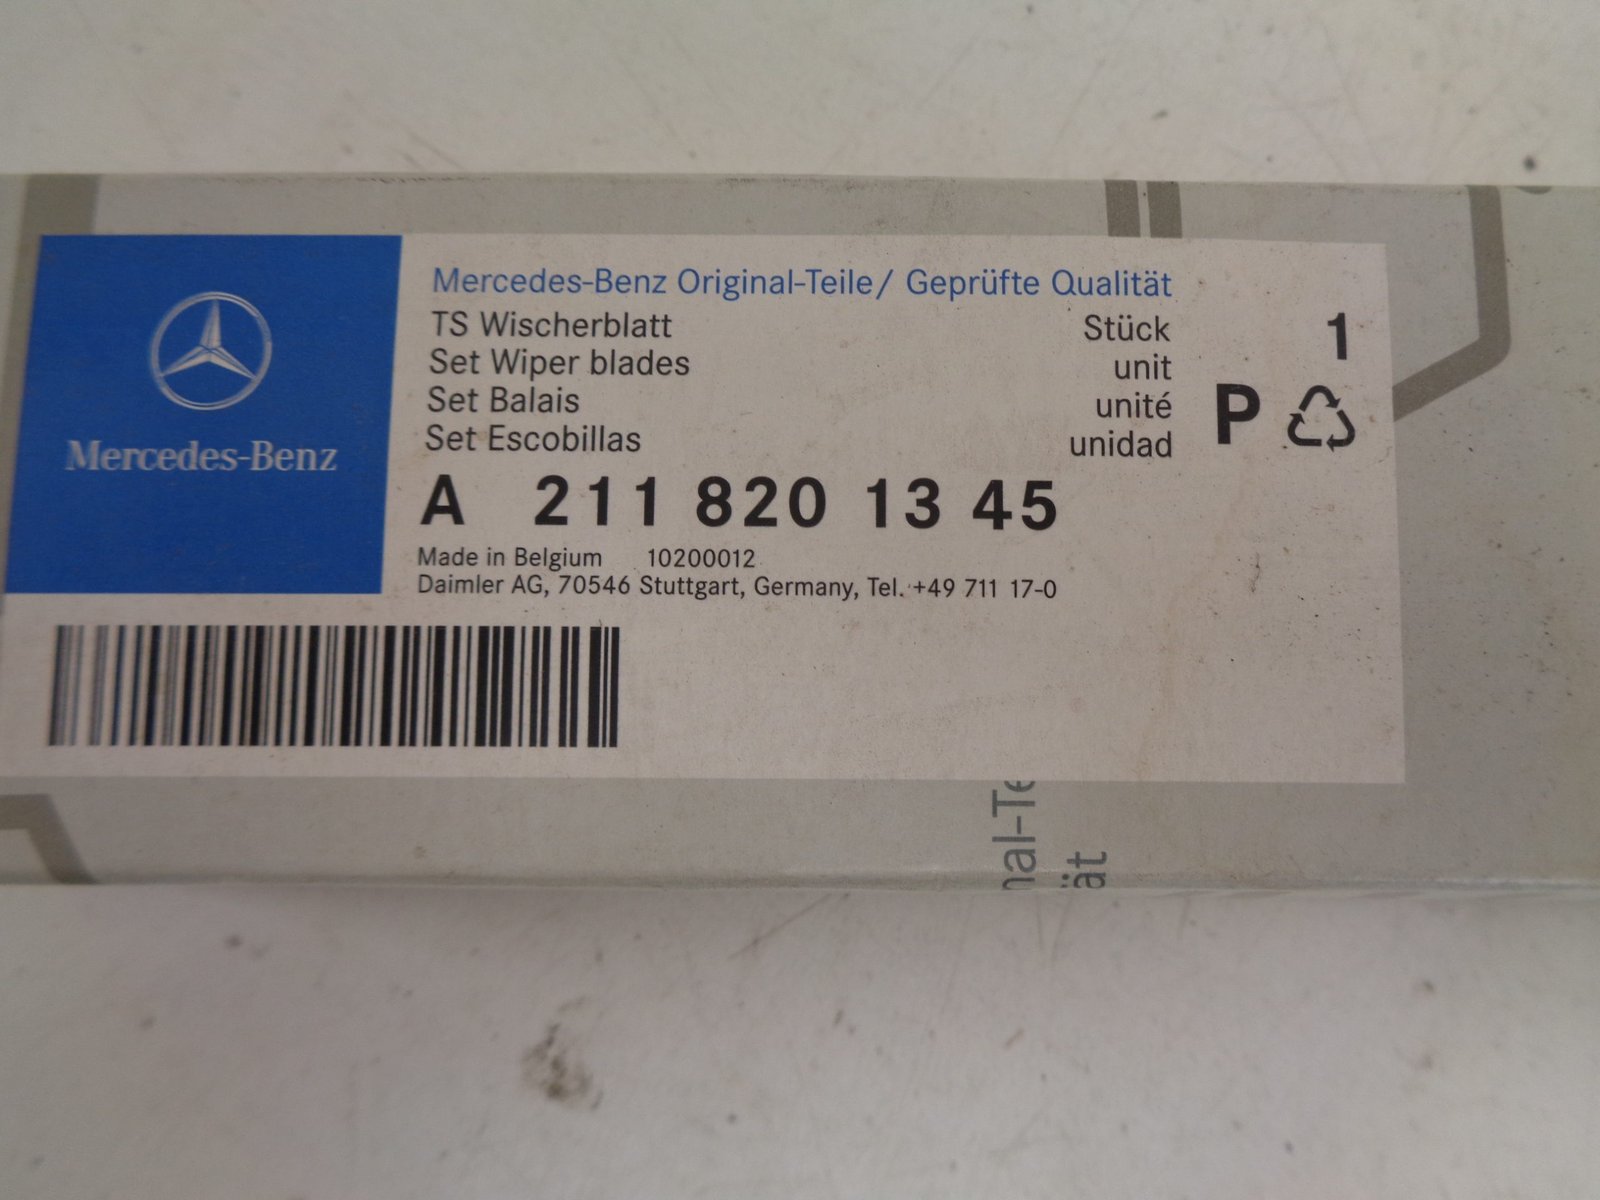 Mercedes-Benz
Mercedes-Benz Original-Teile/ Geprüfte Qualität
TS Wischerblatt Stück 1
Set Wiper blades unit
Set Balais unité P
Set Escobillas unidad
A 211 820 13 45
Made in Belgium 10200012
Daimler AG, 70546 Stuttgart, Germany, Tel. +49 711 17-0
nal-Te
ät